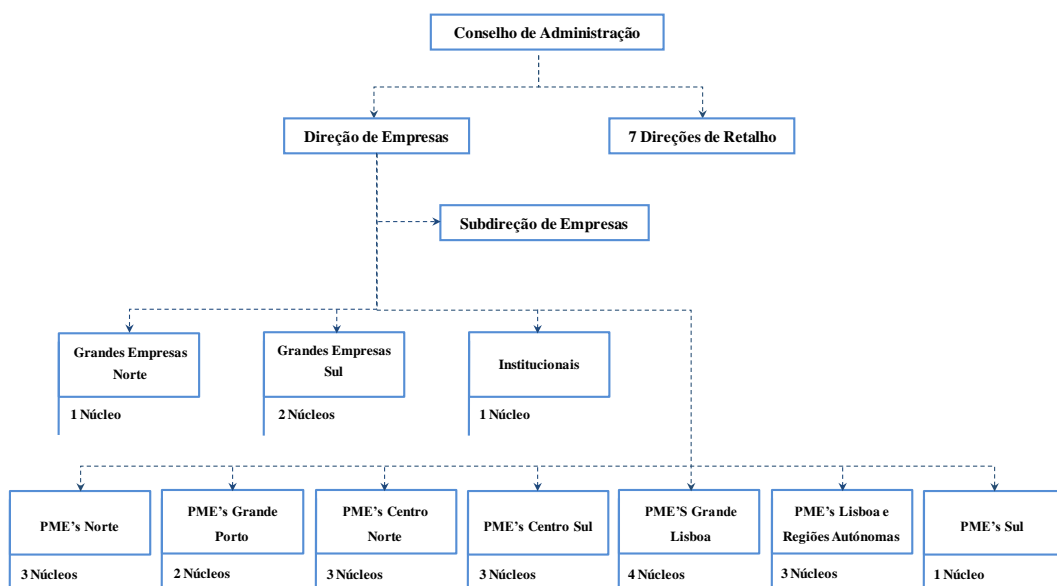 Conselho de Administração
Direção de Empresas
7 Direções de Retalho
Subdireção de Empresas
Grandes Empresas
Norte
1 Núcleo
Grandes Empresas
Sul
2 Núcleos
Institucionais
1 Núcleo
PME's Norte
3 Núcleos
PME's Grande
Porto
2 Núcleos
PME's Centro
Norte
3 Núcleos
PME's Centro Sul
3 Núcleos
PME'S Grande
Lisboa
4 Núcleos
PME's Lisboa e
Regiões Autónomas
3 Núcleos
PME's Sul
1 Núcleo